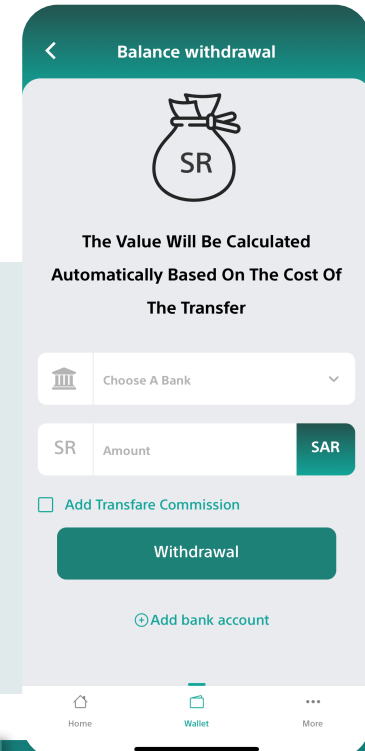 Balance withdrawal
SR
The Value Will Be Calculated
Automatically Based On The Cost Of
The Transfer
Choose A Bank
SR Amount SAR
Add Transfare Commission
Withdrawal
Add bank account
Home Wallet More